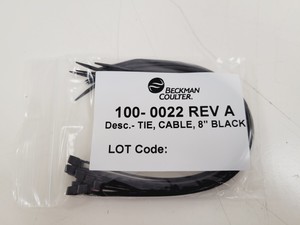 BECKMAN
COULTER.
100- 0022 REV A
Desc.- TIE, CABLE, 8" BLACK
LOT Code: